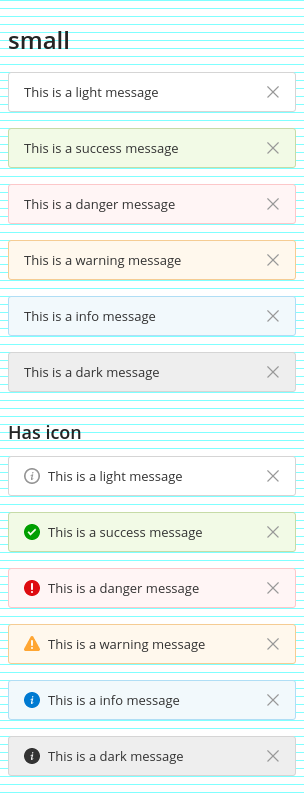 small
This is a light message
This is a success message
This is a danger message
This is a warning message
This is a info message
This is a dark message
Has icon
This is a light message
This is a success message
This is a danger message
This is a warning message
This is a info message
This is a dark message